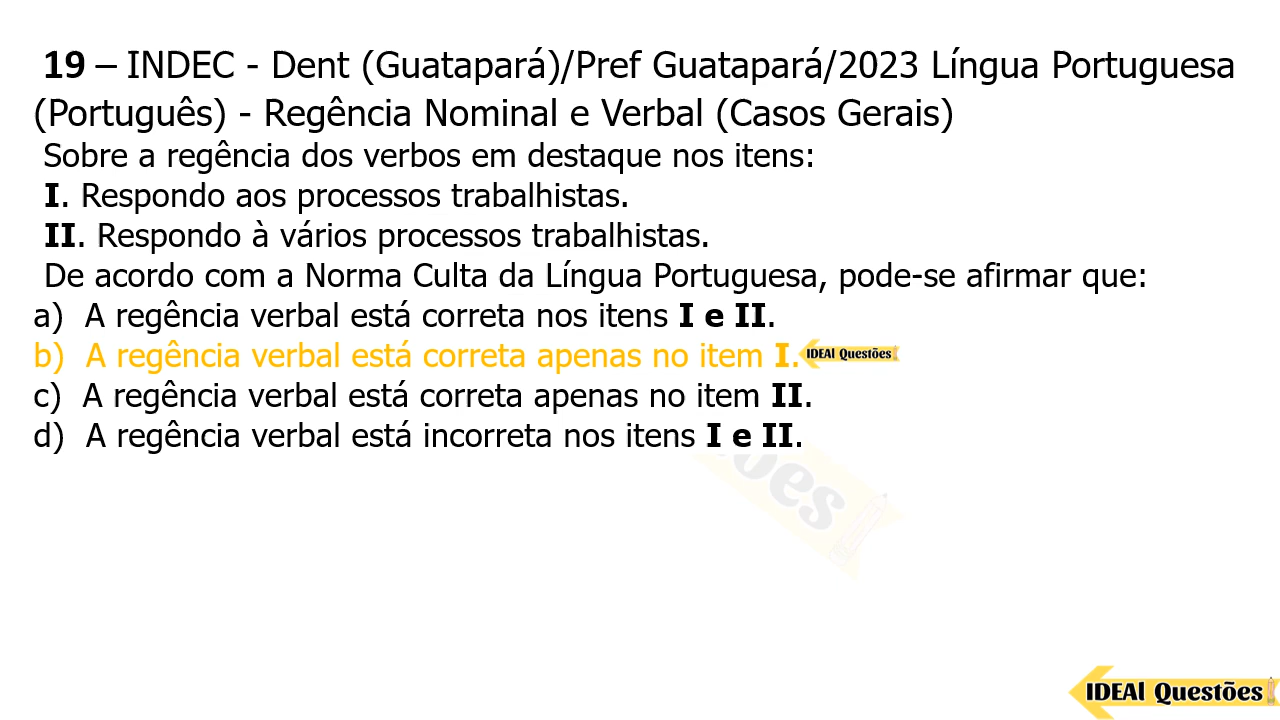 19 – INDEC - Dent (Guatapará)/Pref Guatapará/2023 Língua Portuguesa
(Português) - Regência Nominal e Verbal (Casos Gerais)
Sobre a regência dos verbos em destaque nos itens:
I. Respondo aos processos trabalhistas.
II. Respondo à vários processos trabalhistas.
De acordo com a Norma Culta da Língua Portuguesa, pode-se afirmar que:
a) A regência verbal está correta nos itens I e II.
b) A regência verbal está correta apenas no item I. IDEAl Questões
c) A regência verbal está correta apenas no item II.
d) A regência verbal está incorreta nos itens I e II.
IDEAl Questões